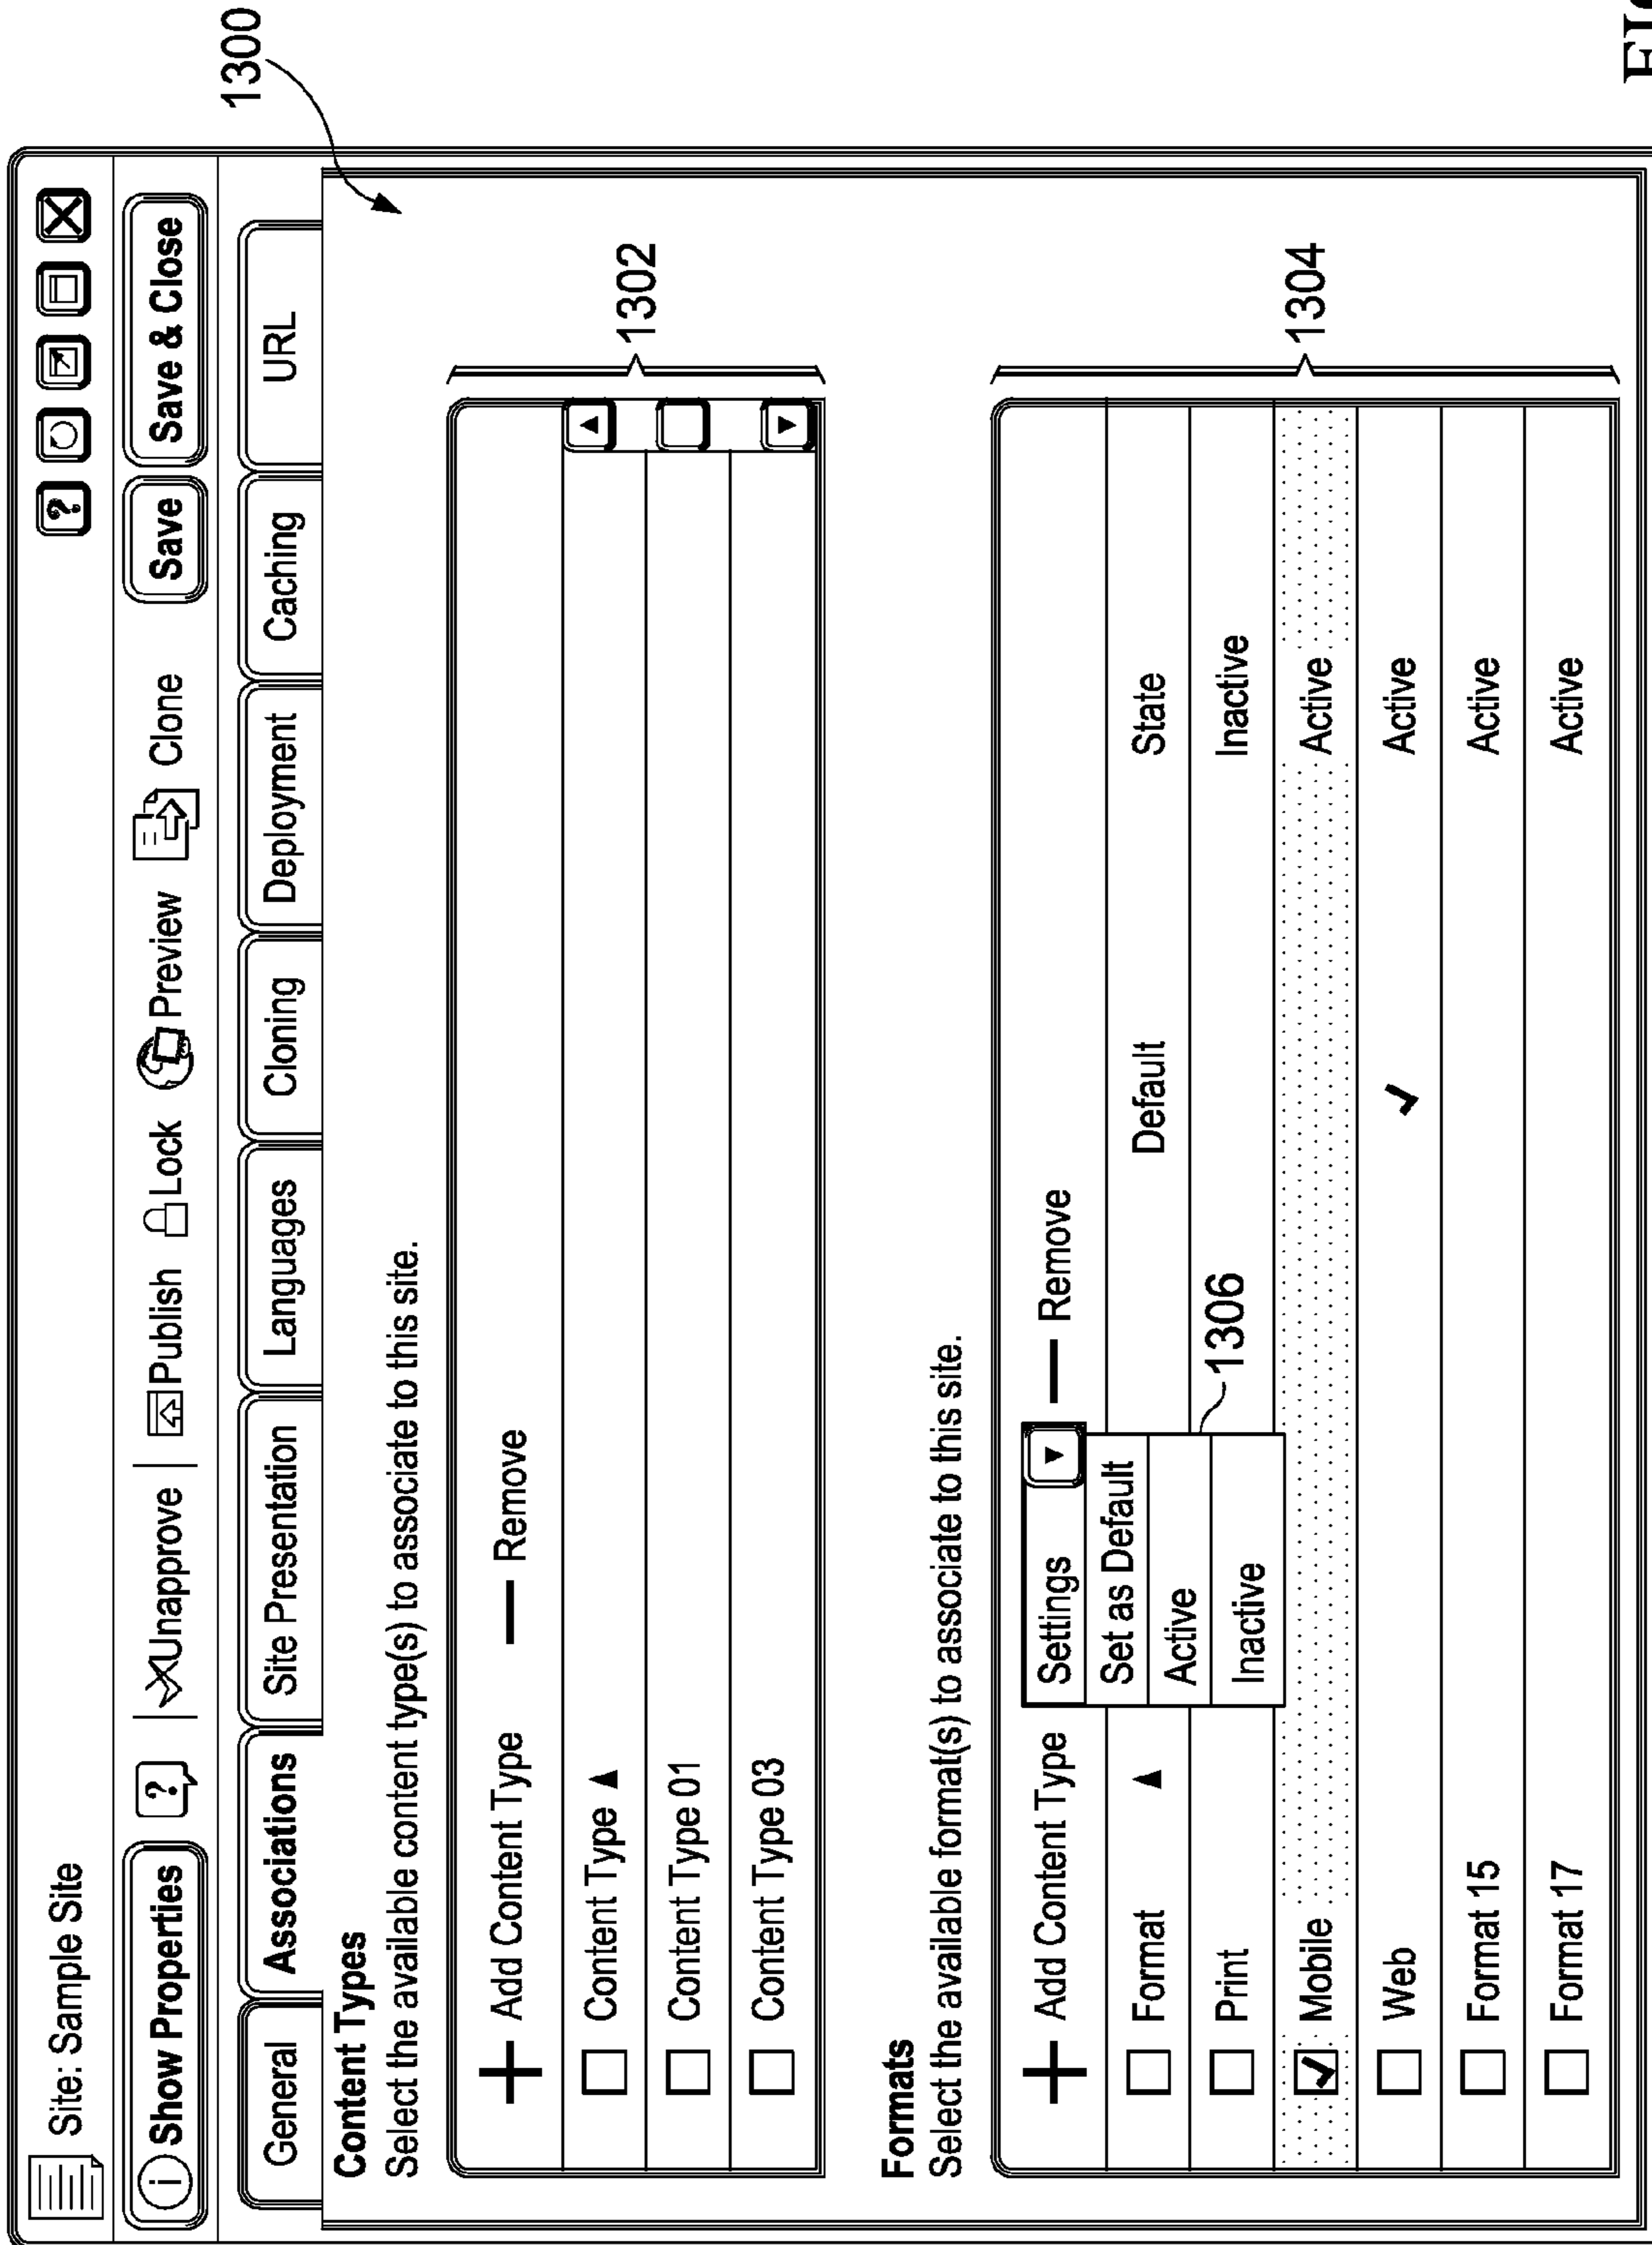 1300
Site: Sample Site ?
i Show Properties ? Unapprove Publish Lock Preview Clone Save Save & Close
General Associations Site Presentation Languages Cloning Deployment Caching URL
Content Types
Select the available content type(s) to associate to this site.
+ Add Content Type — Remove
Content Type ▲
Content Type 01
Content Type 03
1302
Formats
Select the available format(s) to associate to this site.
+ Add Content Type Settings ▼ — Remove
Set as Default
Active
Inactive
1306
Format ▲ Default State
Print Inactive
Mobile Active
Web ✓ Active
Format 15 Active
Format 17 Active
1304